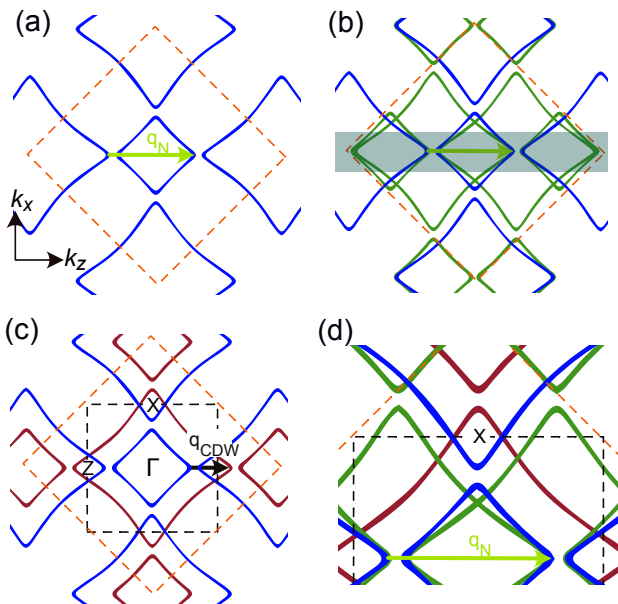 (a)
(b)
q_N
k_x
k_z
(c)
(d)
X
q_CDW
Z
Γ
X
q_N